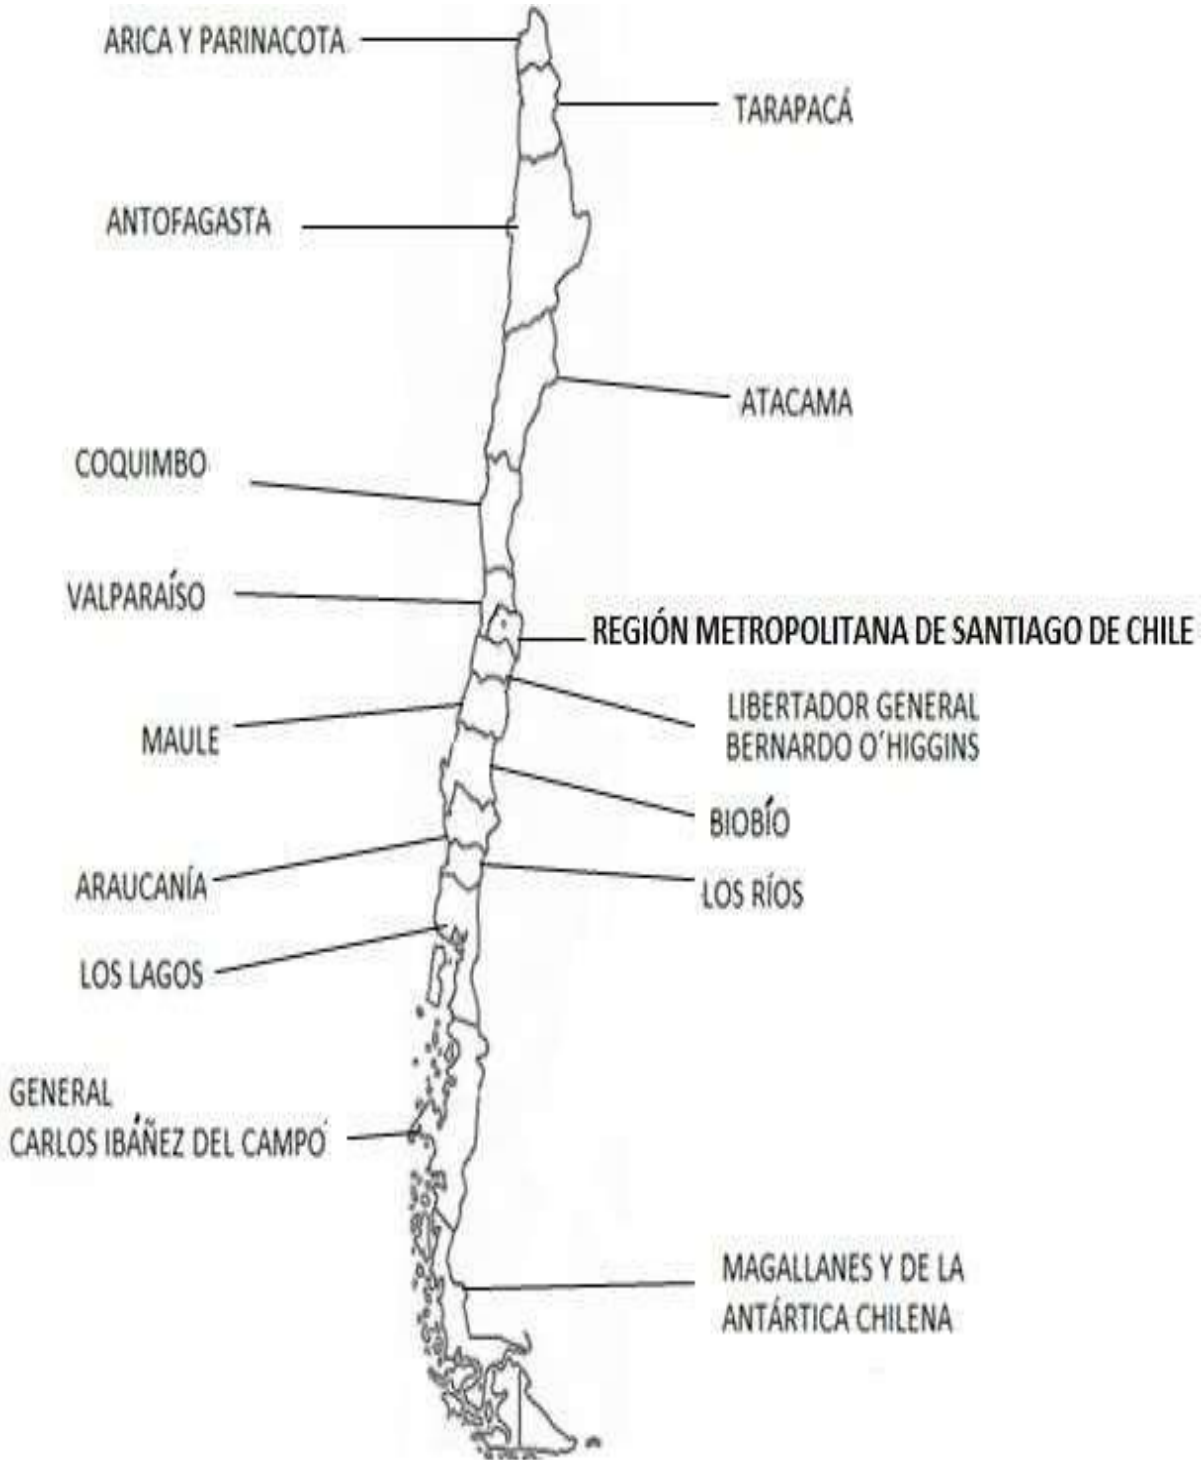 ARICA Y PARINACOTA
TARAPACÁ
ANTOFAGASTA
ATACAMA
COQUIMBO
VALPARAÍSO
REGIÓN METROPOLITANA DE SANTIAGO DE CHILE
LIBERTADOR GENERAL
BERNARDO O´HIGGINS
MAULE
BIOBÍO
ARAUCANÍA
LOS RÍOS
LOS LAGOS
GENERAL
CARLOS IBÁÑEZ DEL CAMPO
MAGALLANES Y DE LA
ANTÁRTICA CHILENA